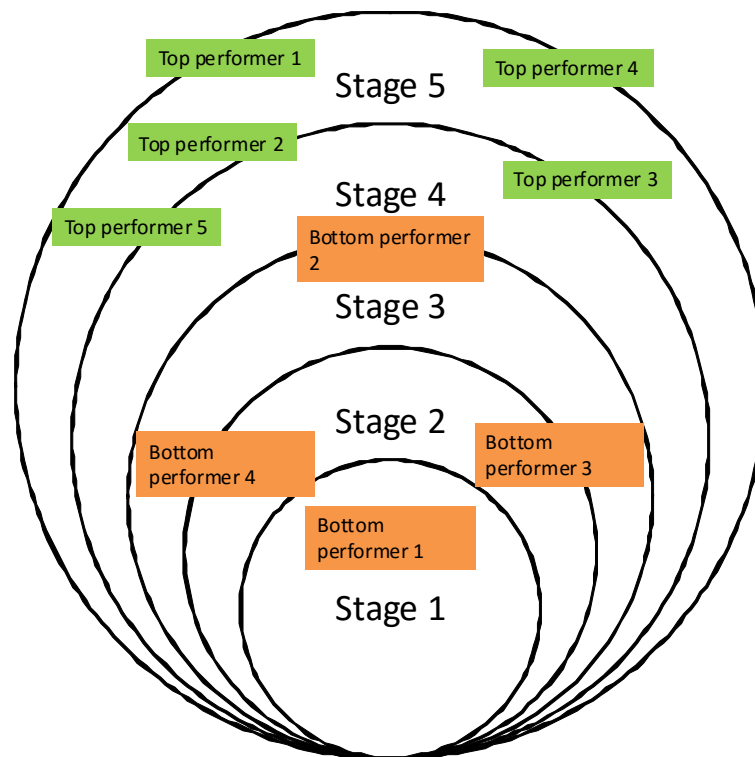 Top performer 1
Top performer 4
Stage 5
Top performer 2
Top performer 3
Stage 4
Top performer 5
Bottom performer
2
Stage 3
Stage 2
Bottom
performer 4
Bottom
performer 3
Bottom
performer 1
Stage 1